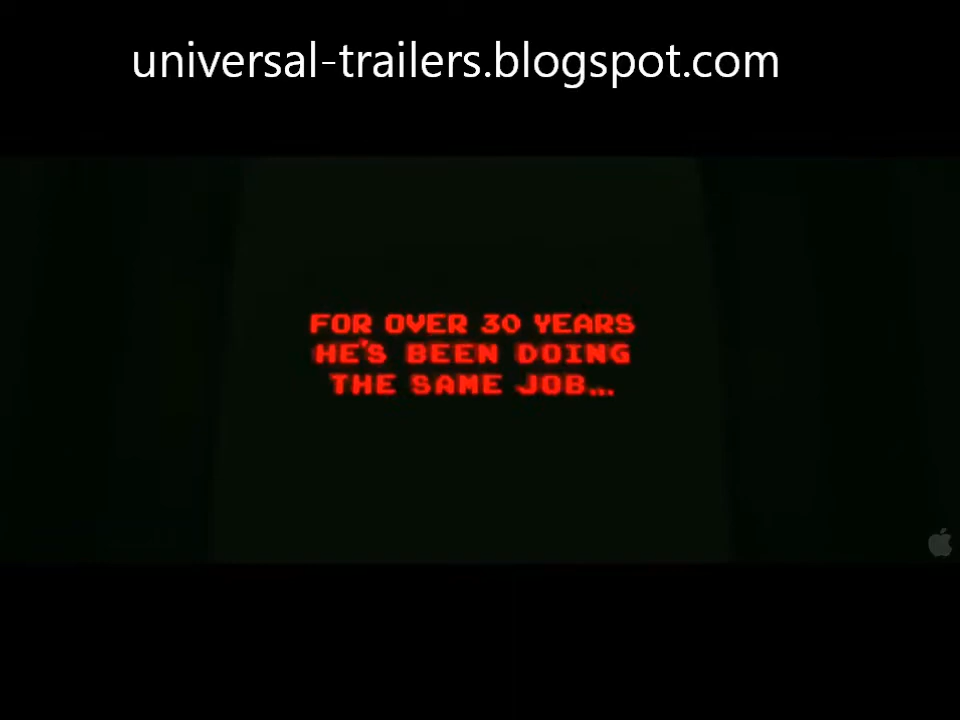 universal-trailers.blogspot.com
FOR OVER 30 YEARS
HE'S BEEN DOING
THE SAME JOB...